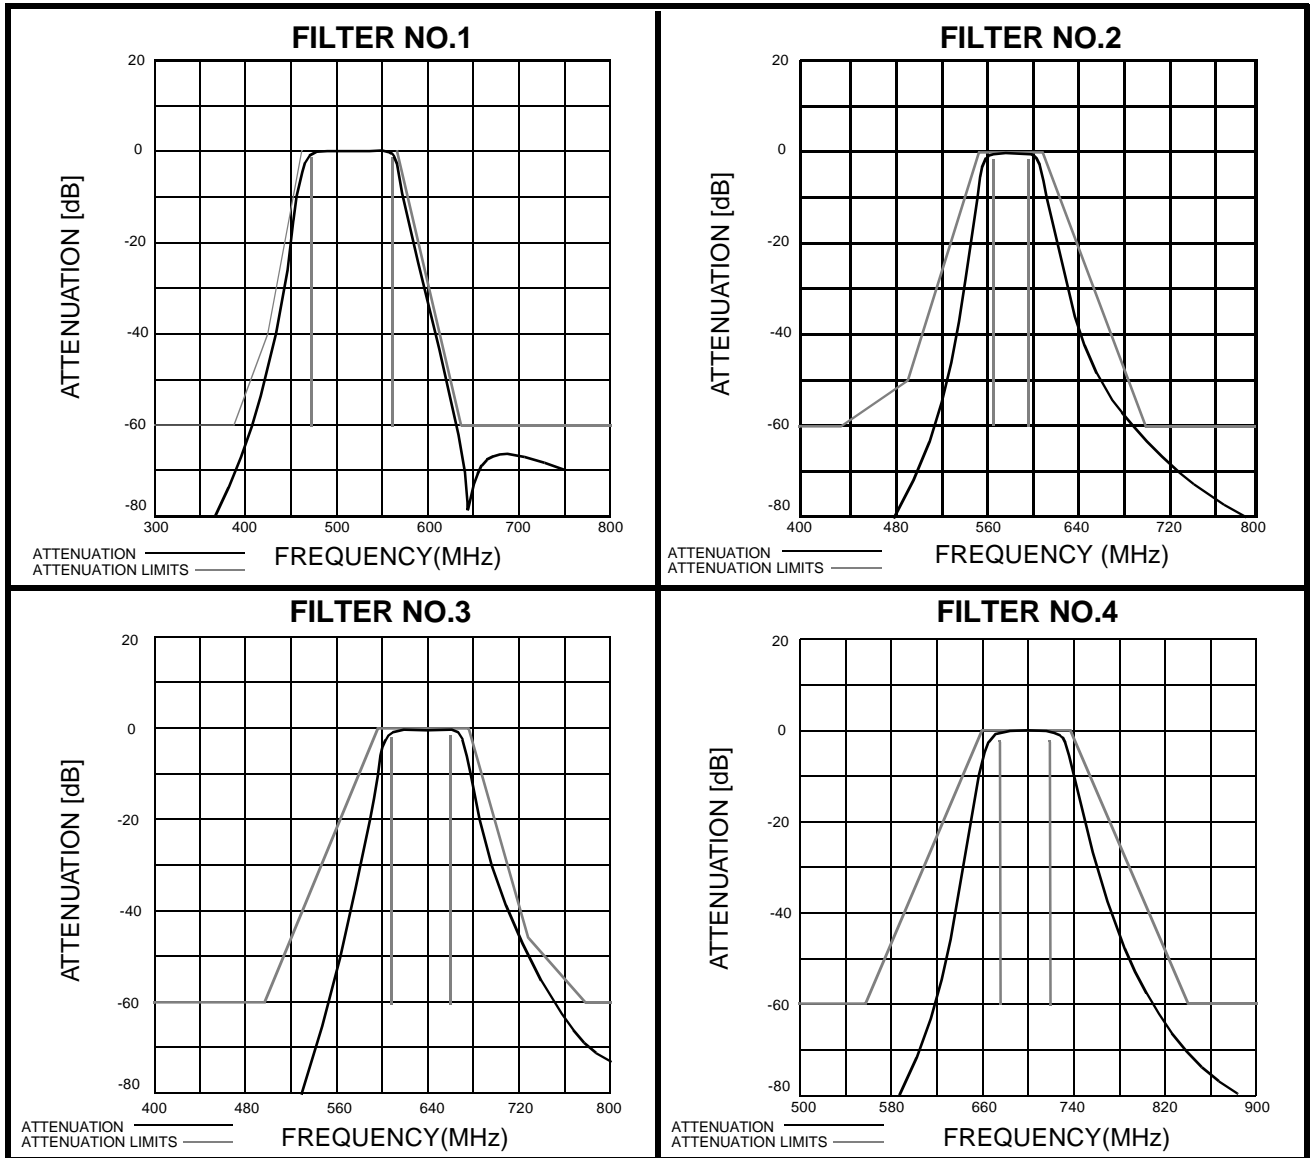 FILTER NO.1
20
0
-20
-40
-60
-80
ATTENUATION [dB]
300 400 500 600 700 800
FREQUENCY(MHz)
ATTENUATION
ATTENUATION LIMITS
FILTER NO.2
20
0
-20
-40
-60
-80
ATTENUATION [dB]
400 480 560 640 720 800
FREQUENCY (MHz)
ATTENUATION
ATTENUATION LIMITS
FILTER NO.3
20
0
-20
-40
-60
-80
ATTENUATION [dB]
400 480 560 640 720 800
FREQUENCY(MHz)
ATTENUATION
ATTENUATION LIMITS
FILTER NO.4
20
0
-20
-40
-60
-80
ATTENUATION [dB]
500 580 660 740 820 900
FREQUENCY(MHz)
ATTENUATION
ATTENUATION LIMITS